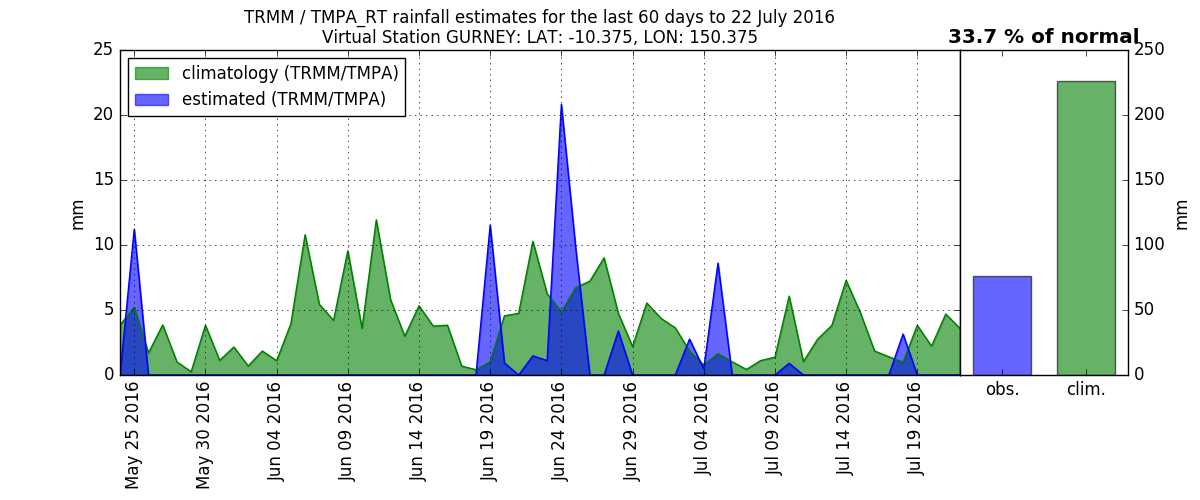 TRMM / TMPA_RT rainfall estimates for the last 60 days to 22 July 2016
Virtual Station GURNEY: LAT: -10.375, LON: 150.375
33.7 % of normal
climatology (TRMM/TMPA)
estimated (TRMM/TMPA)
25
20
15
10
5
0
mm
May 25 2016
May 30 2016
Jun 04 2016
Jun 09 2016
Jun 14 2016
Jun 19 2016
Jun 24 2016
Jun 29 2016
Jul 04 2016
Jul 09 2016
Jul 14 2016
Jul 19 2016
obs.
clim.
250
200
150
100
50
0
mm